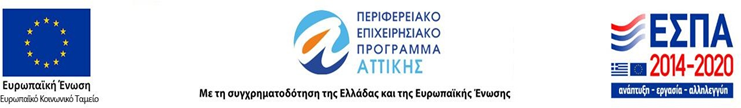 Ευρωπαϊκή Ένωση
Ευρωπαϊκό Κοινωνικό Ταμείο
ΠΕΡΙΦΕΡΕΙΑΚΟ
ΕΠΙΧΕΙΡΗΣΙΑΚΟ
ΠΡΟΓΡΑΜΜΑ
ΑΤΤΙΚΗΣ
Με τη συγχρηματοδότηση της Ελλάδας και της Ευρωπαϊκής Ένωσης
ΕΣΠΑ
2014-2020
ανάπτυξη - εργασία - αλληλεγγύη